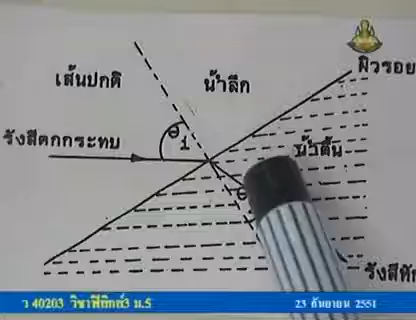 เส้นปกติ
น้ำลึก
ผิวรอย
รังสีตกกระทบ
θ
i
น้ำตื้น
θ
รังสีหัก
ว 40203 วิชาฟิสิกส์3 ม.5
23 กันยายน 2551